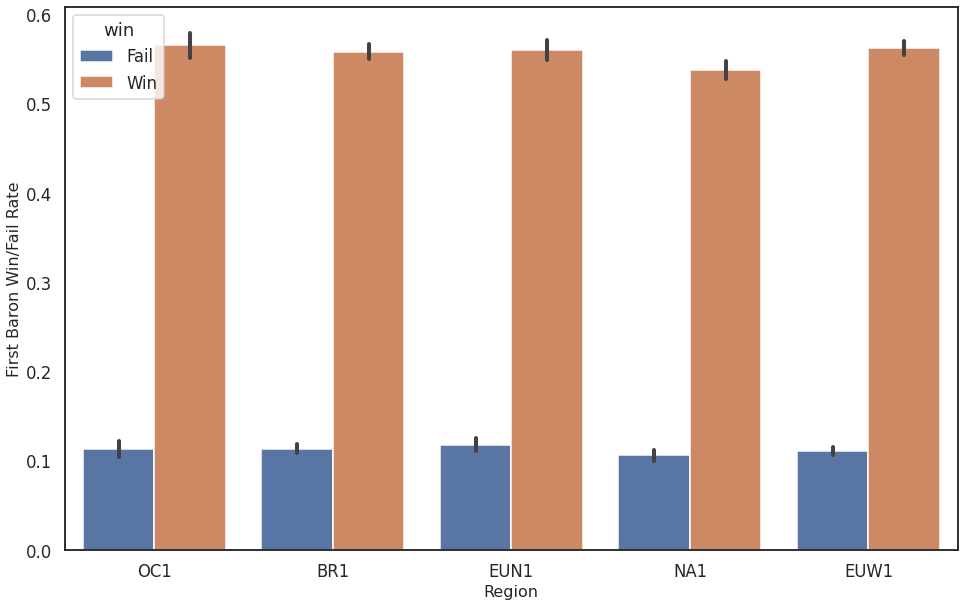 win
Fail
Win
First Baron Win/Fail Rate
0.6
0.5
0.4
0.3
0.2
0.1
0.0
OC1 BR1 EUN1 NA1 EUW1
Region